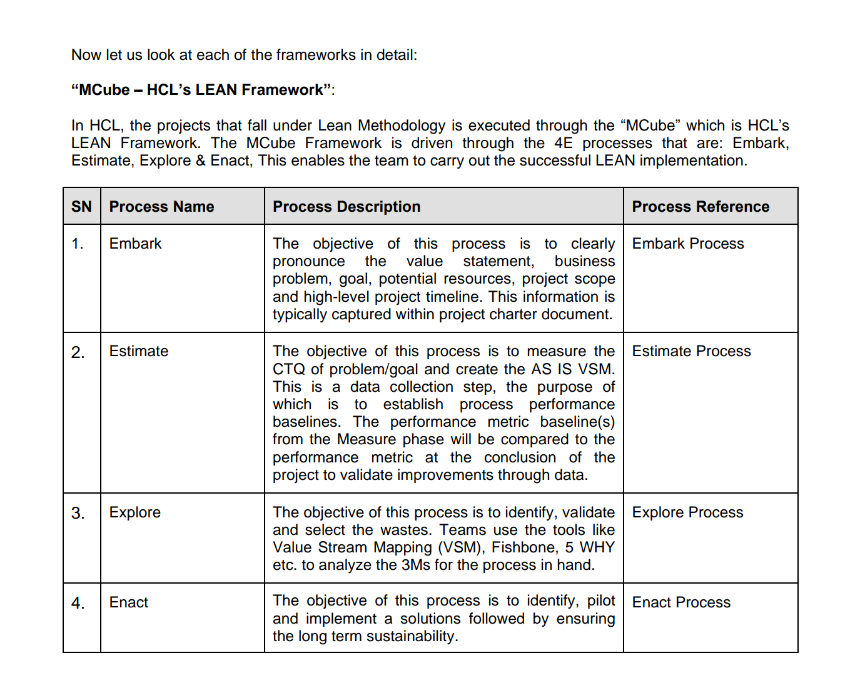 Now let us look at each of the frameworks in detail:
“MCube – HCL’s LEAN Framework”:
In HCL, the projects that fall under Lean Methodology is executed through the “MCube” which is HCL’s
LEAN Framework. The MCube Framework is driven through the 4E processes that are: Embark,
Estimate, Explore & Enact, This enables the team to carry out the successful LEAN implementation.
SN Process Name Process Description Process Reference
1. Embark The objective of this process is to clearly Embark Process
pronounce the value statement, business
problem, goal, potential resources, project scope
and high-level project timeline. This information is
typically captured within project charter document.
2. Estimate The objective of this process is to measure the Estimate Process
CTQ of problem/goal and create the AS IS VSM.
This is a data collection step, the purpose of
which is to establish process performance
baselines. The performance metric baseline(s)
from the Measure phase will be compared to the
performance metric at the conclusion of the
project to validate improvements through data.
3. Explore The objective of this process is to identify, validate Explore Process
and select the wastes. Teams use the tools like
Value Stream Mapping (VSM), Fishbone, 5 WHY
etc. to analyze the 3Ms for the process in hand.
4. Enact The objective of this process is to identify, pilot Enact Process
and implement a solutions followed by ensuring
the long term sustainability.